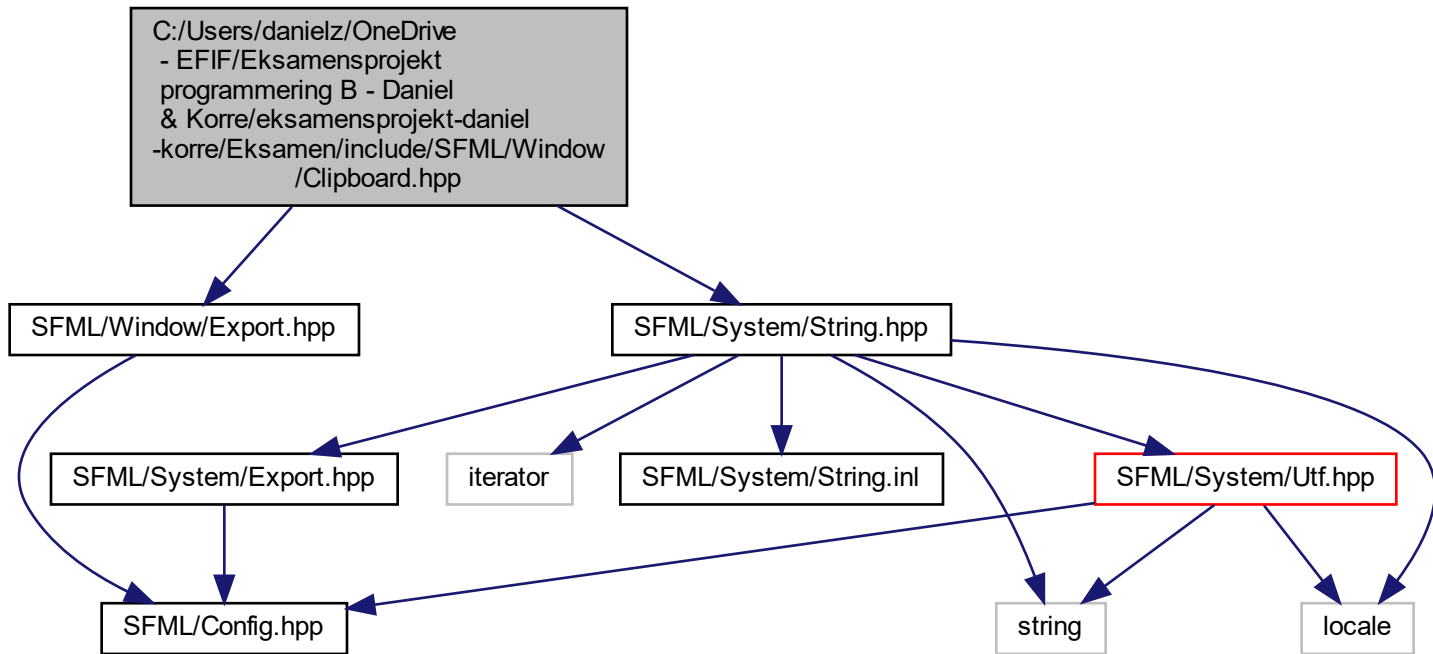 C:/Users/danielz/OneDrive
- EFIF/Eksamensprojekt
programmering B - Daniel
& Korre/eksamensprojekt-daniel
-korre/Eksamen/include/SFML/Window
/Clipboard.hpp
SFML/Window/Export.hpp
SFML/System/String.hpp
SFML/System/Export.hpp
iterator
SFML/System/String.inl
SFML/System/Utf.hpp
SFML/Config.hpp
string
locale